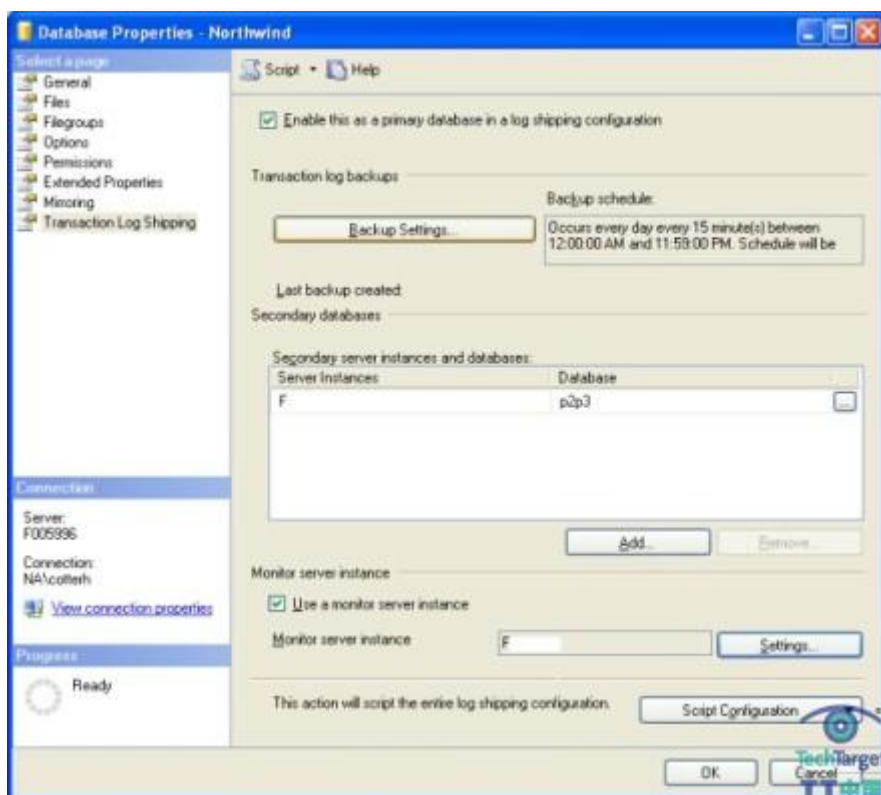 Database Properties - Northwind
Select a page
General
Files
Filegroups
Options
Permissions
Extended Properties
Mirroring
Transaction Log Shipping
Script
Help
Enable this as a primary database in a log shipping configuration
Transaction log backups
Backup schedule:
Backup Settings...
Occurs every day every 15 minute(s) between
12:00:00 AM and 11:59:00 PM. Schedule will be
Last backup created:
Secondary databases
Secondary server instances and databases:
Server Instances Database
F p2p3 ...
Add... Remove...
Monitor server instance
Use a monitor server instance
Monitor server instance F Settings...
This action will script the entire log shipping configuration. Script Configuration
Connection
Server:
F005996
Connection:
NA\cotterh
View connection properties
Progress
Ready
OK Cancel
TechTarget